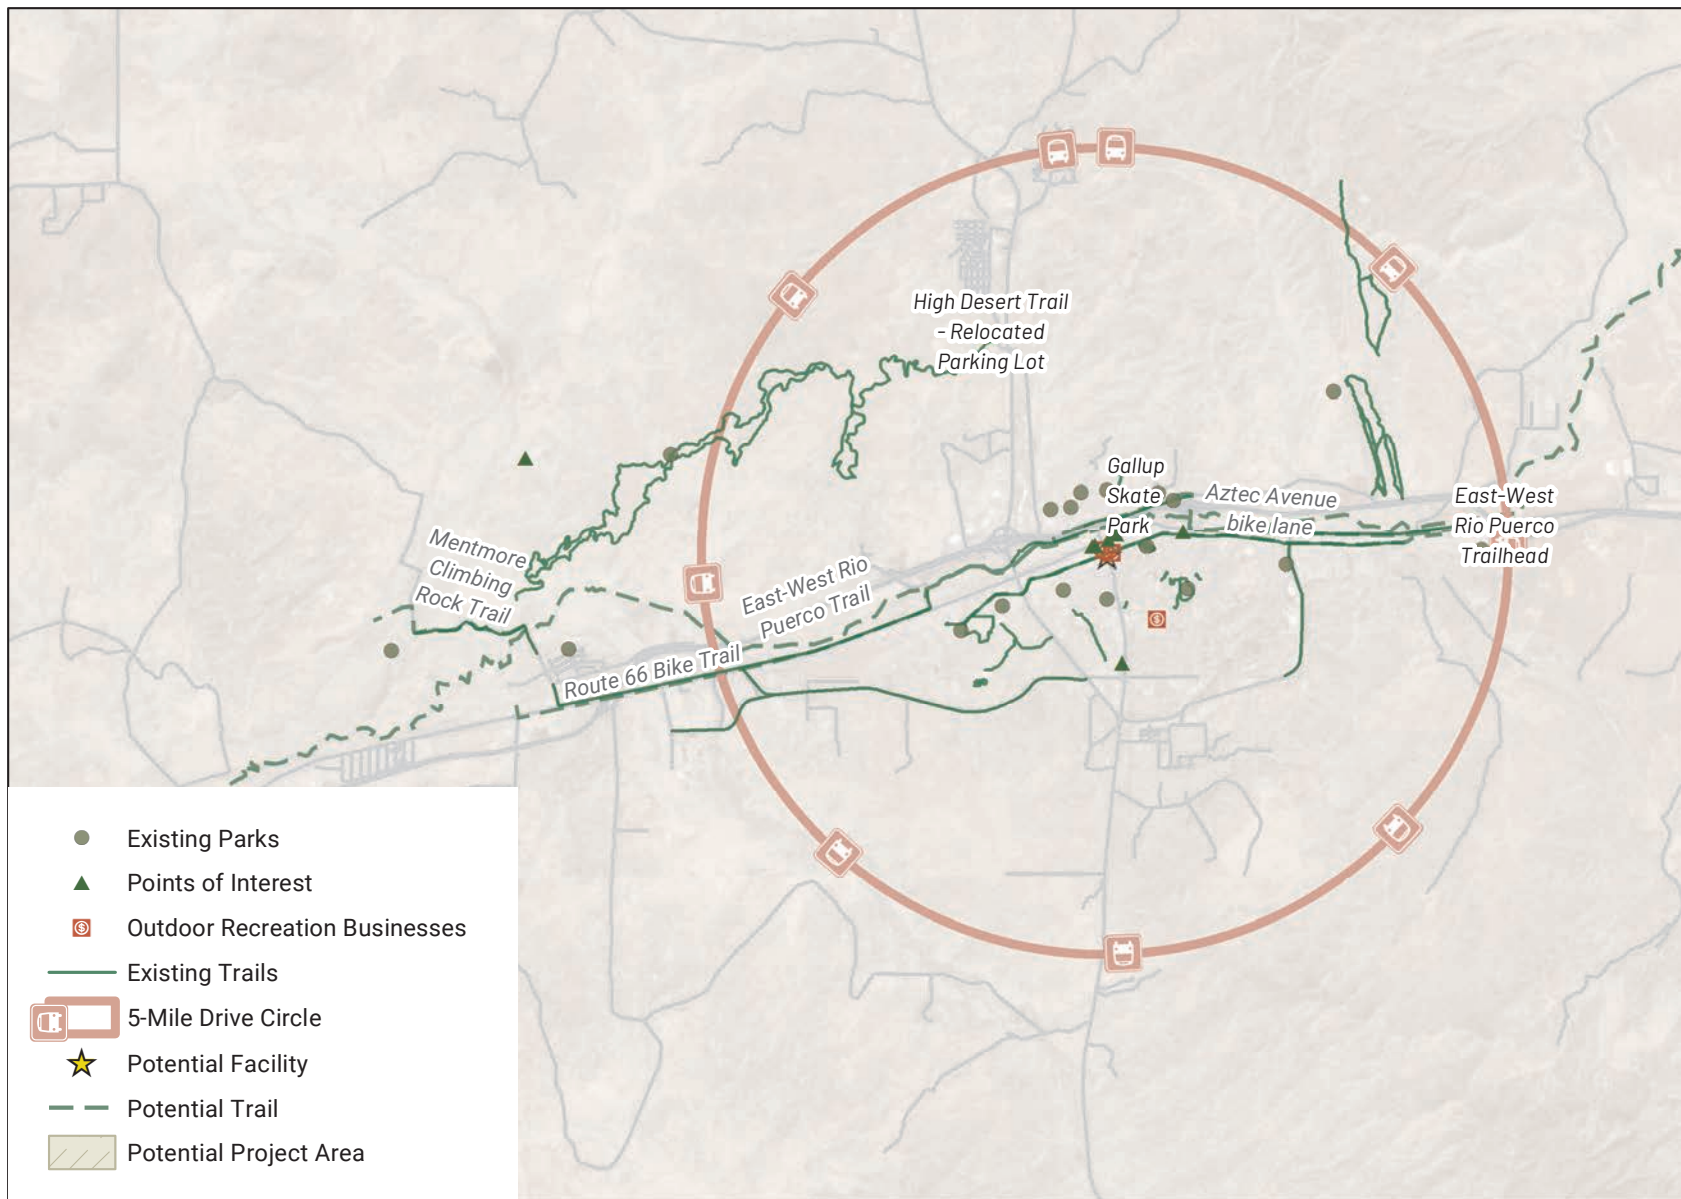 High Desert Trail
- Relocated
Parking Lot
Gallup
Skate
Park
Aztec Avenue
bike lane
East-West
Rio Puerco
Trailhead
Mentmore
Climbing
Rock Trail
East-West Rio
Puerco Trail
Route 66 Bike Trail
Existing Parks
Points of Interest
Outdoor Recreation Businesses
Existing Trails
5-Mile Drive Circle
Potential Facility
Potential Trail
Potential Project Area